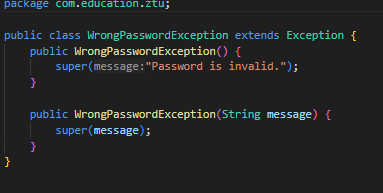 package com.education.ztu;
public class WrongPasswordException extends Exception {
public WrongPasswordException() {
super(message:"Password is invalid.");
}
public WrongPasswordException(String message) {
super(message);
}
}